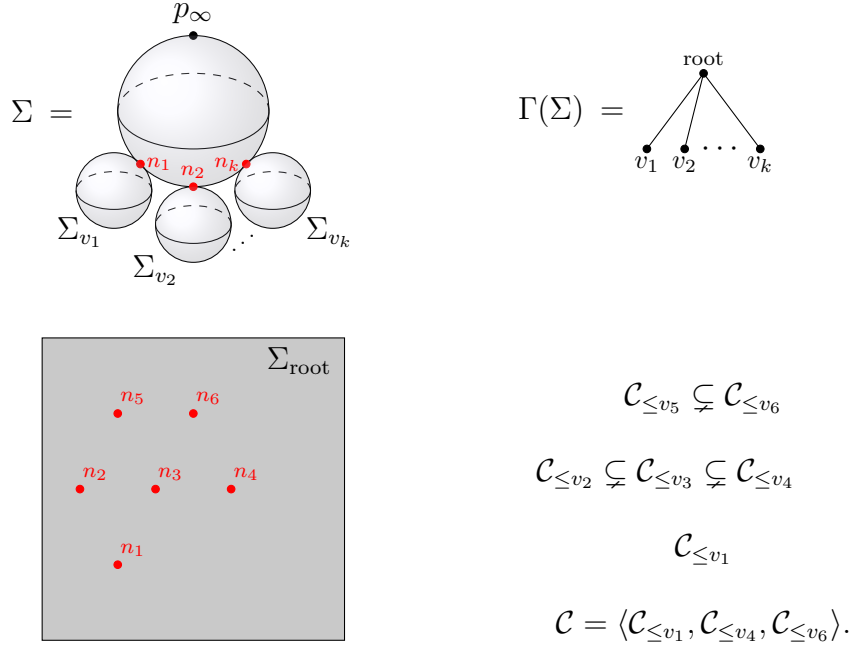 p_∞
Σ =
n_1
n_2
n_k
Σ_{v_1}
Σ_{v_2}
⋯
Σ_{v_k}
Γ(Σ) =
root
v_1 v_2 ⋯ v_k
Σ_{root}
n_5 n_6
n_2 n_3 n_4
n_1
𝒞_{≤v_5} ⊊ 𝒞_{≤v_6}
𝒞_{≤v_2} ⊊ 𝒞_{≤v_3} ⊊ 𝒞_{≤v_4}
𝒞_{≤v_1}
𝒞 = ⟨𝒞_{≤v_1}, 𝒞_{≤v_4}, 𝒞_{≤v_6}⟩.